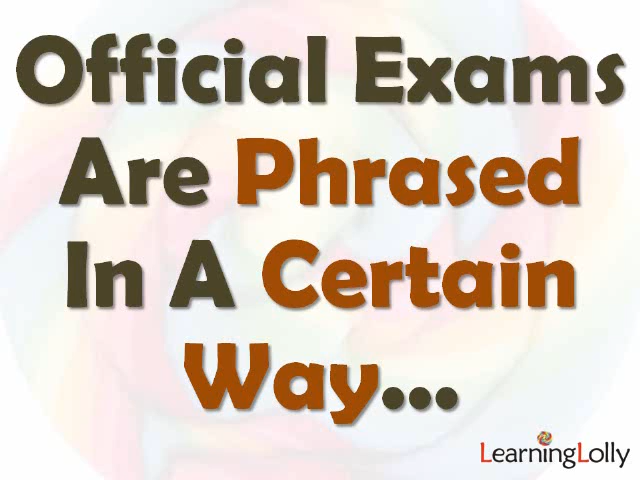 Official Exams
Are Phrased
In A Certain
Way...
LearningLolly